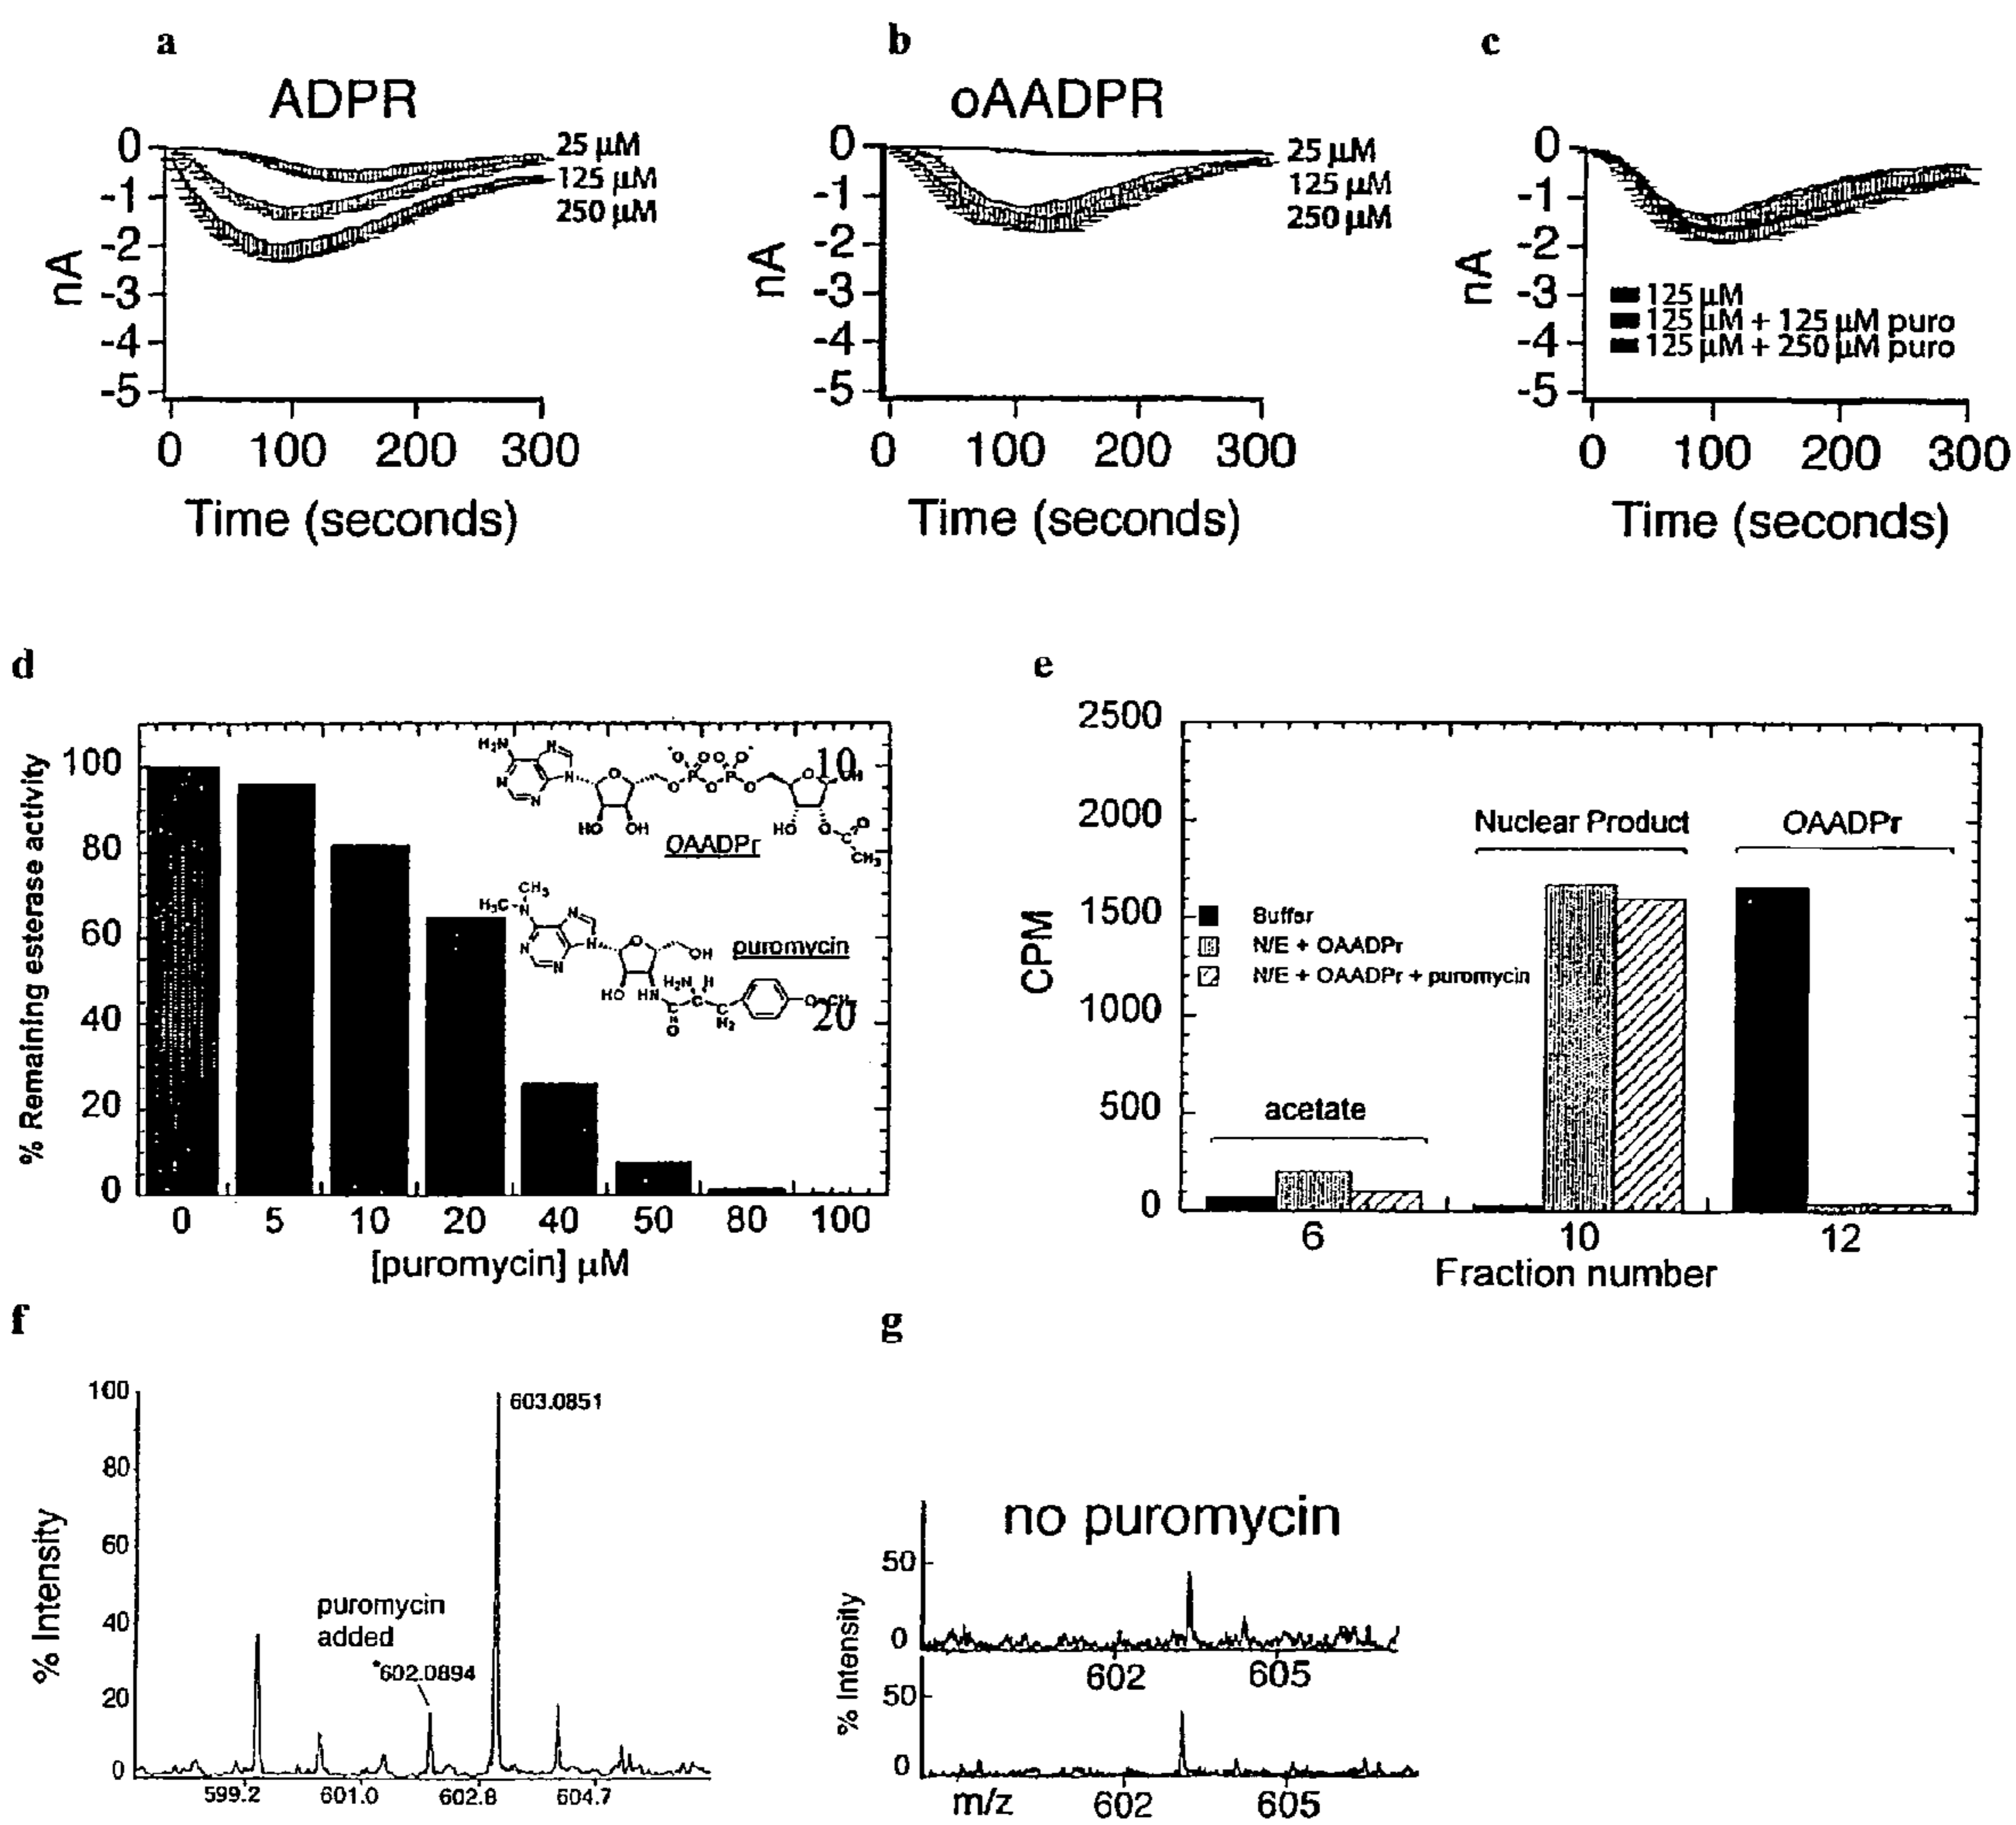 a
b
c
ADPR
oAADPR
0
-1
-2
-3
-4
-5
nA
25 µM
125 µM
250 µM
0 100 200 300
Time (seconds)
0
-1
-2
-3
-4
-5
nA
25 µM
125 µM
250 µM
0 100 200 300
Time (seconds)
0
-1
-2
-3
-4
-5
nA
125 µM
125 µM + 125 µM puro
125 µM + 250 µM puro
0 100 200 300
Time (seconds)
d
% Remaining esterase activity
100
80
60
40
20
0
10
20
OAADPr
puromycin
0 5 10 20 40 50 80 100
[puromycin] µM
e
CPM
2500
2000
1500
1000
500
0
Nuclear Product
OAADPr
Buffer
N/E + OAADPr
N/E + OAADPr + puromycin
acetate
6 10 12
Fraction number
f
% Intensity
100
80
60
40
20
0
603.0851
puromycin
added
*602.0894
599.2 601.0 602.8 604.7
g
no puromycin
% Intensity
50
0
602 605
50
0
m/z 602 605